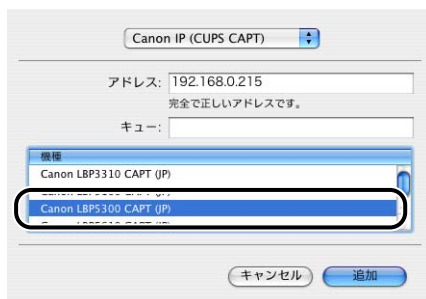 Canon IP (CUPS CAPT)
アドレス: 192.168.0.215
完全で正しいアドレスです。
キュー:
機種
Canon LBP3310 CAPT (JP)
Canon LBP5300 CAPT (JP)
キャンセル
追加